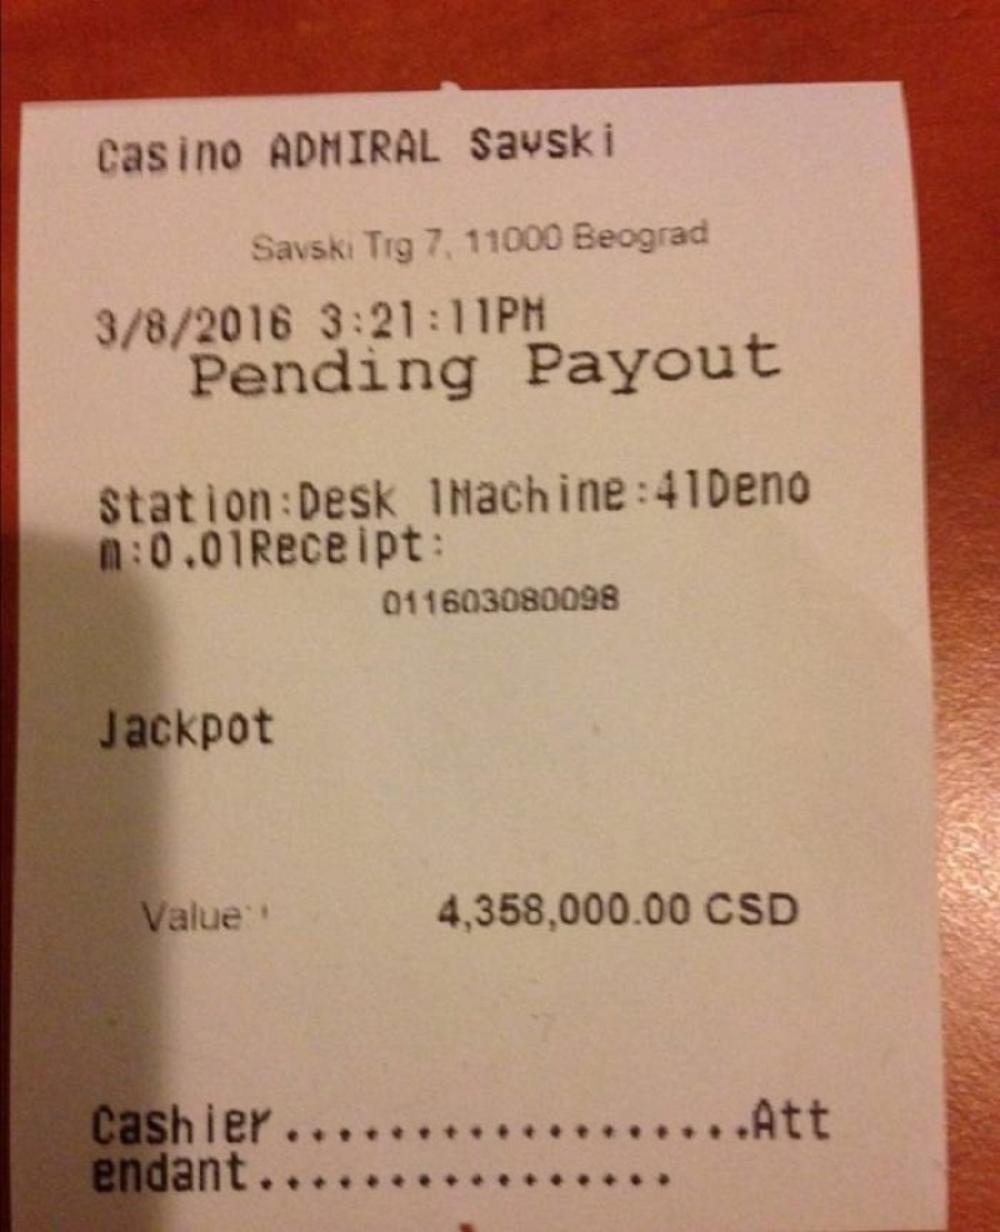 Casino ADMIRAL Savski
Savski Trg 7, 11000 Beograd
3/8/2016 3:21:11PM
Pending Payout
Station:Desk 1Machine:41Deno
m:0.01Receipt:
011603080098
Jackpot
Value: 4,358,000.00 CSD
Cashier...................Att
endant................